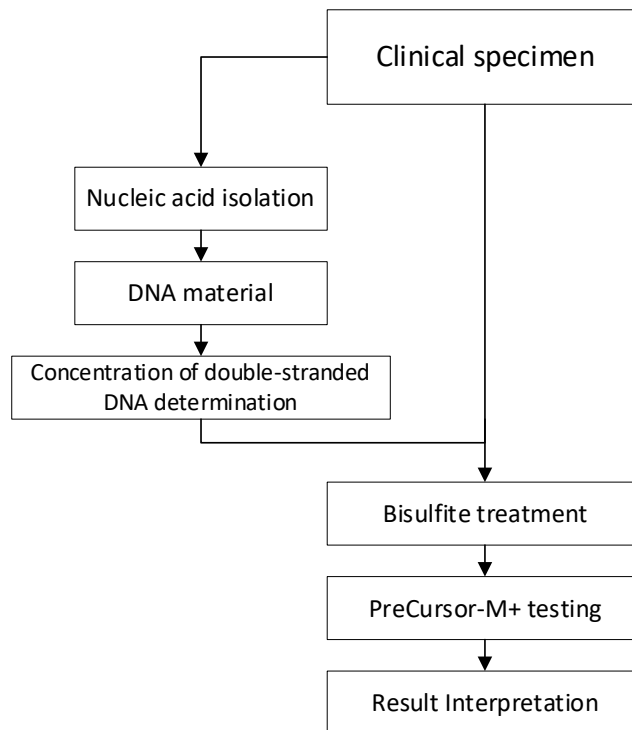 Clinical specimen
Nucleic acid isolation
DNA material
Concentration of double-stranded
DNA determination
Bisulfite treatment
PreCursor-M+ testing
Result Interpretation